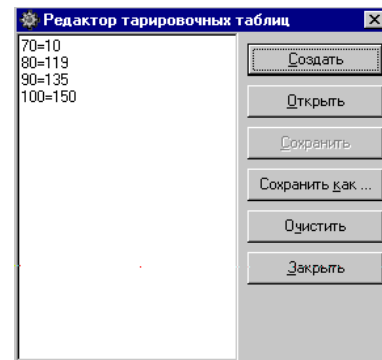 Редактор тарировочных таблиц
70=10
80=119
90=135
100=150
Создать
Открыть
Сохранить
Сохранить как ...
Очистить
Закрыть